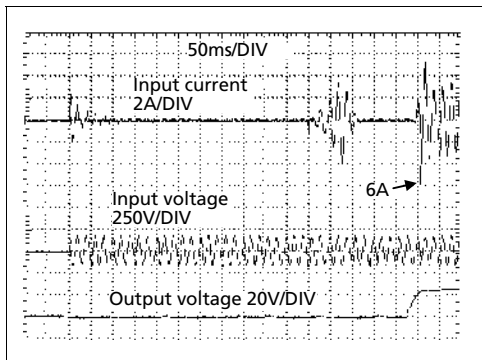 50ms/DIV
Input current
2A/DIV
6A
Input voltage
250V/DIV
Output voltage 20V/DIV